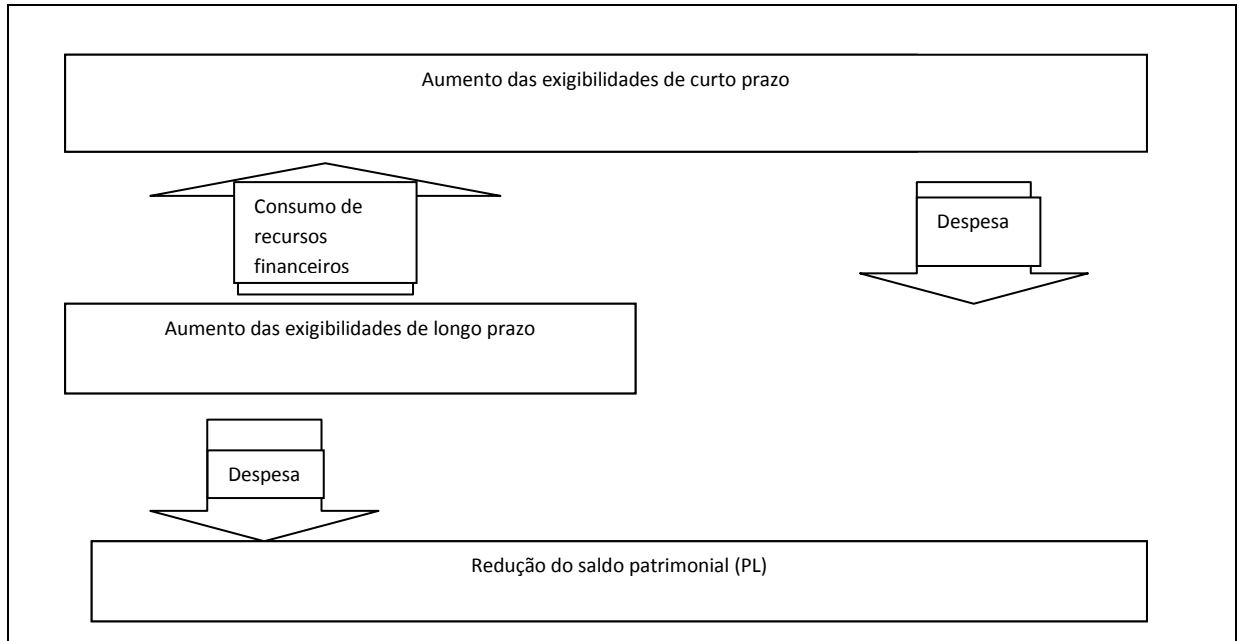 Aumento das exigibilidades de curto prazo
Consumo de
recursos
financeiros
Despesa
Aumento das exigibilidades de longo prazo
Despesa
Redução do saldo patrimonial (PL)